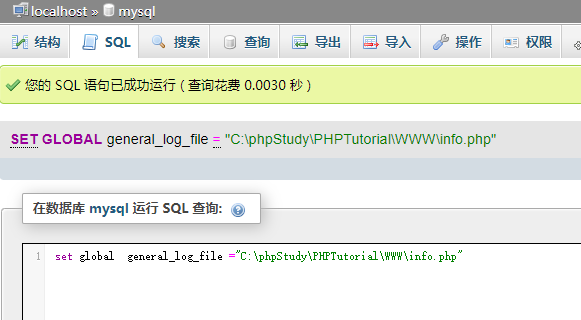 localhost » mysql
结构 SQL 搜索 查询 导出 导入 操作 权限
您的 SQL 语句已成功运行 ( 查询花费 0.0030 秒 )
SET GLOBAL general_log_file = "C:\phpStudy\PHPTutorial\WWW\info.php"
在数据库 mysql 运行 SQL 查询:
1 set global  general_log_file ="C:\phpStudy\PHPTutorial\WWW\info.php"